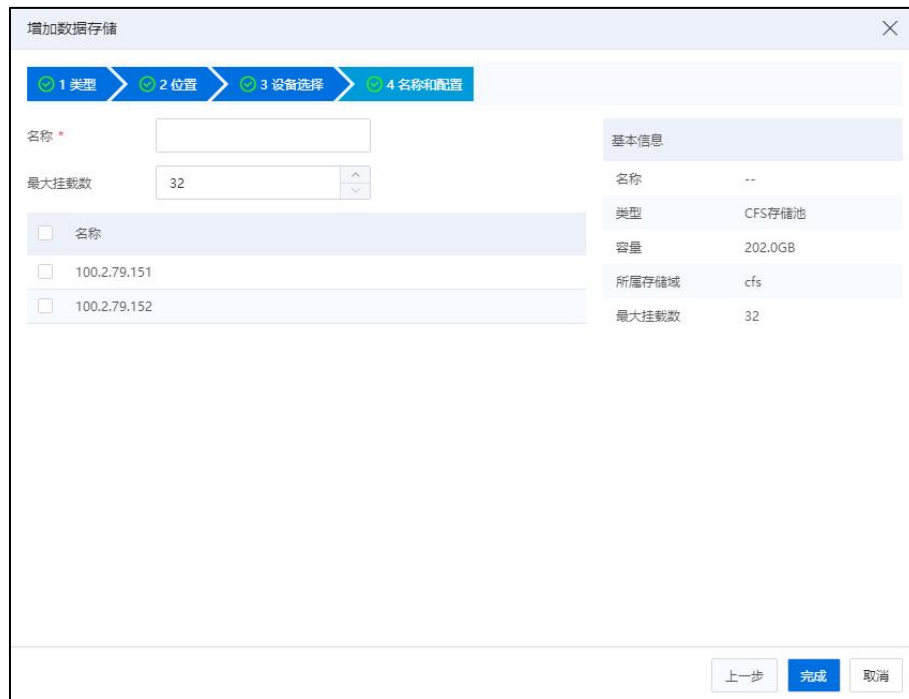 增加数据存储
1 类型 2 位置 3 设备选择 4 名称和配置
名称 *
最大挂载数 32
名称
100.2.79.151
100.2.79.152
基本信息
名称 --
类型 CFS存储池
容量 202.0GB
所属存储域 cfs
最大挂载数 32
上一步 完成 取消